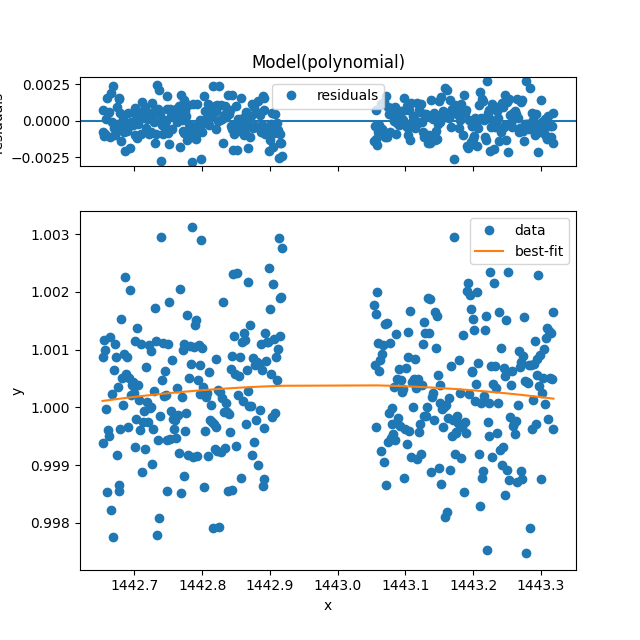 Model(polynomial)
0.0025
0.0000
−0.0025
residuals
residuals
1.003
1.002
1.001
1.000
0.999
0.998
y
data
best-fit
1442.7 1442.8 1442.9 1443.0 1443.1 1443.2 1443.3
x